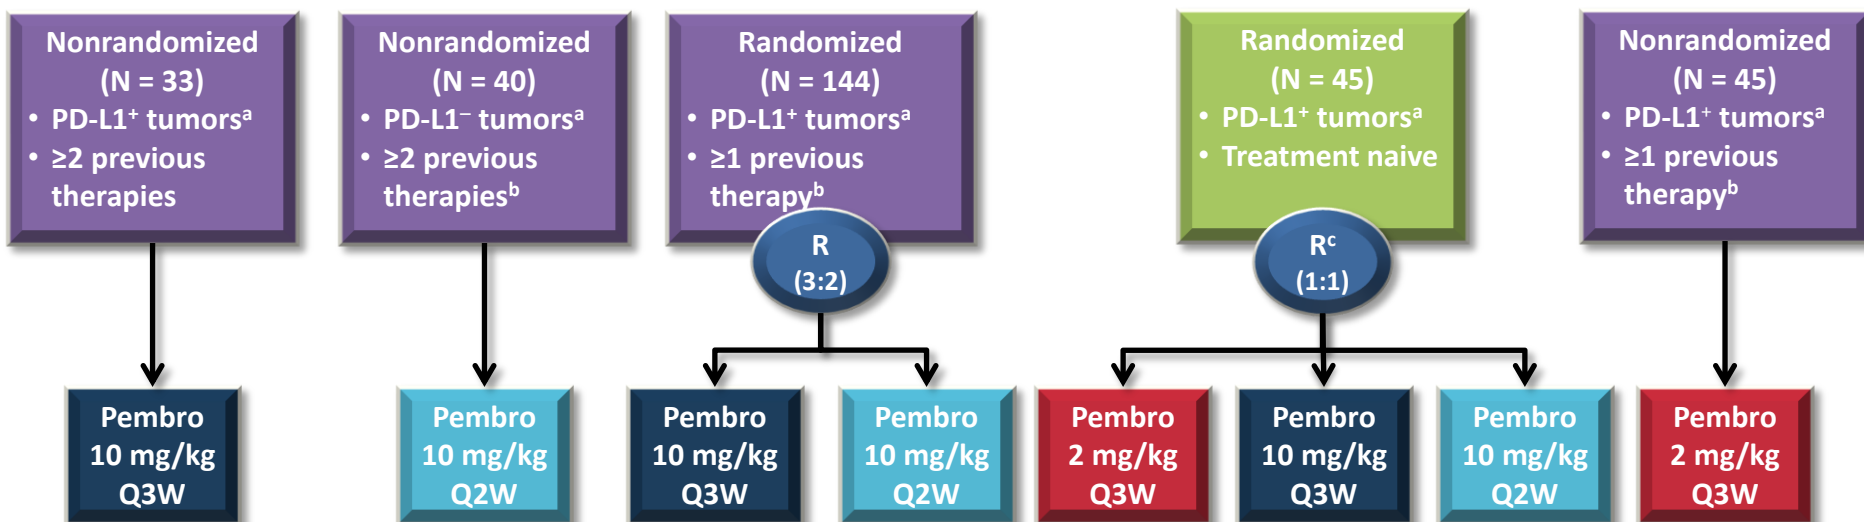 Nonrandomized
(N = 33)
• PD-L1⁺ tumorsᵃ
• ≥2 previous
therapies
Nonrandomized
(N = 40)
• PD-L1⁻ tumorsᵃ
• ≥2 previous
therapiesᵇ
Randomized
(N = 144)
• PD-L1⁺ tumorsᵃ
• ≥1 previous
therapyᵇ
Randomized
(N = 45)
• PD-L1⁺ tumorsᵃ
• Treatment naive
Nonrandomized
(N = 45)
• PD-L1⁺ tumorsᵃ
• ≥1 previous
therapyᵇ
R
(3:2)
Rᶜ
(1:1)
Pembro
10 mg/kg
Q3W
Pembro
10 mg/kg
Q2W
Pembro
10 mg/kg
Q3W
Pembro
10 mg/kg
Q2W
Pembro
2 mg/kg
Q3W
Pembro
10 mg/kg
Q3W
Pembro
10 mg/kg
Q2W
Pembro
2 mg/kg
Q3W